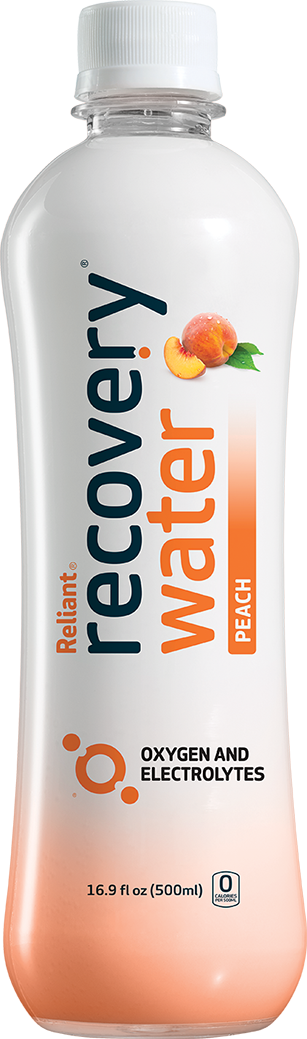 Reliant®
recovery®
water
PEACH
OXYGEN AND
ELECTROLYTES
16.9 fl oz (500ml)
0
CALORIES
PER 500ML
®